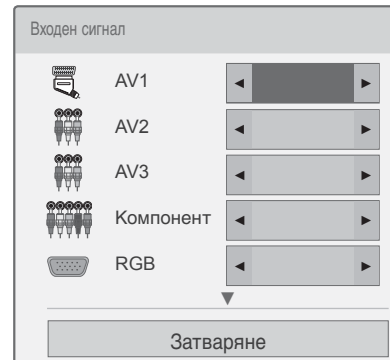 Входен сигнал
AV1
AV2
AV3
Компонент
RGB
Затваряне